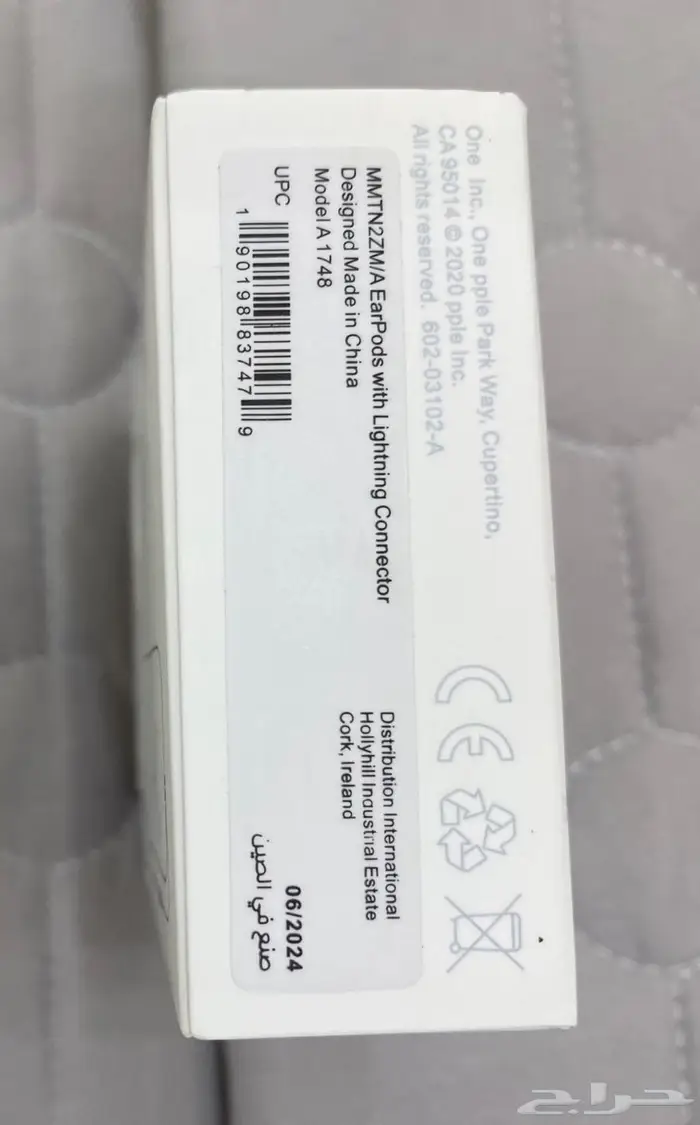 One Inc., One pple Park Way, Cupertino,
CA 95014 © 2020 pple Inc.
All rights reserved. 602-03102-A
MMTN2ZM/A EarPods with Lightning Connector
Designed Made in China
Model A1748
UPC
1 90198 83747 9
Distribution International
Hollyhill Industrial Estate
Cork, Ireland
06/2024
صنع في الصين
حراج